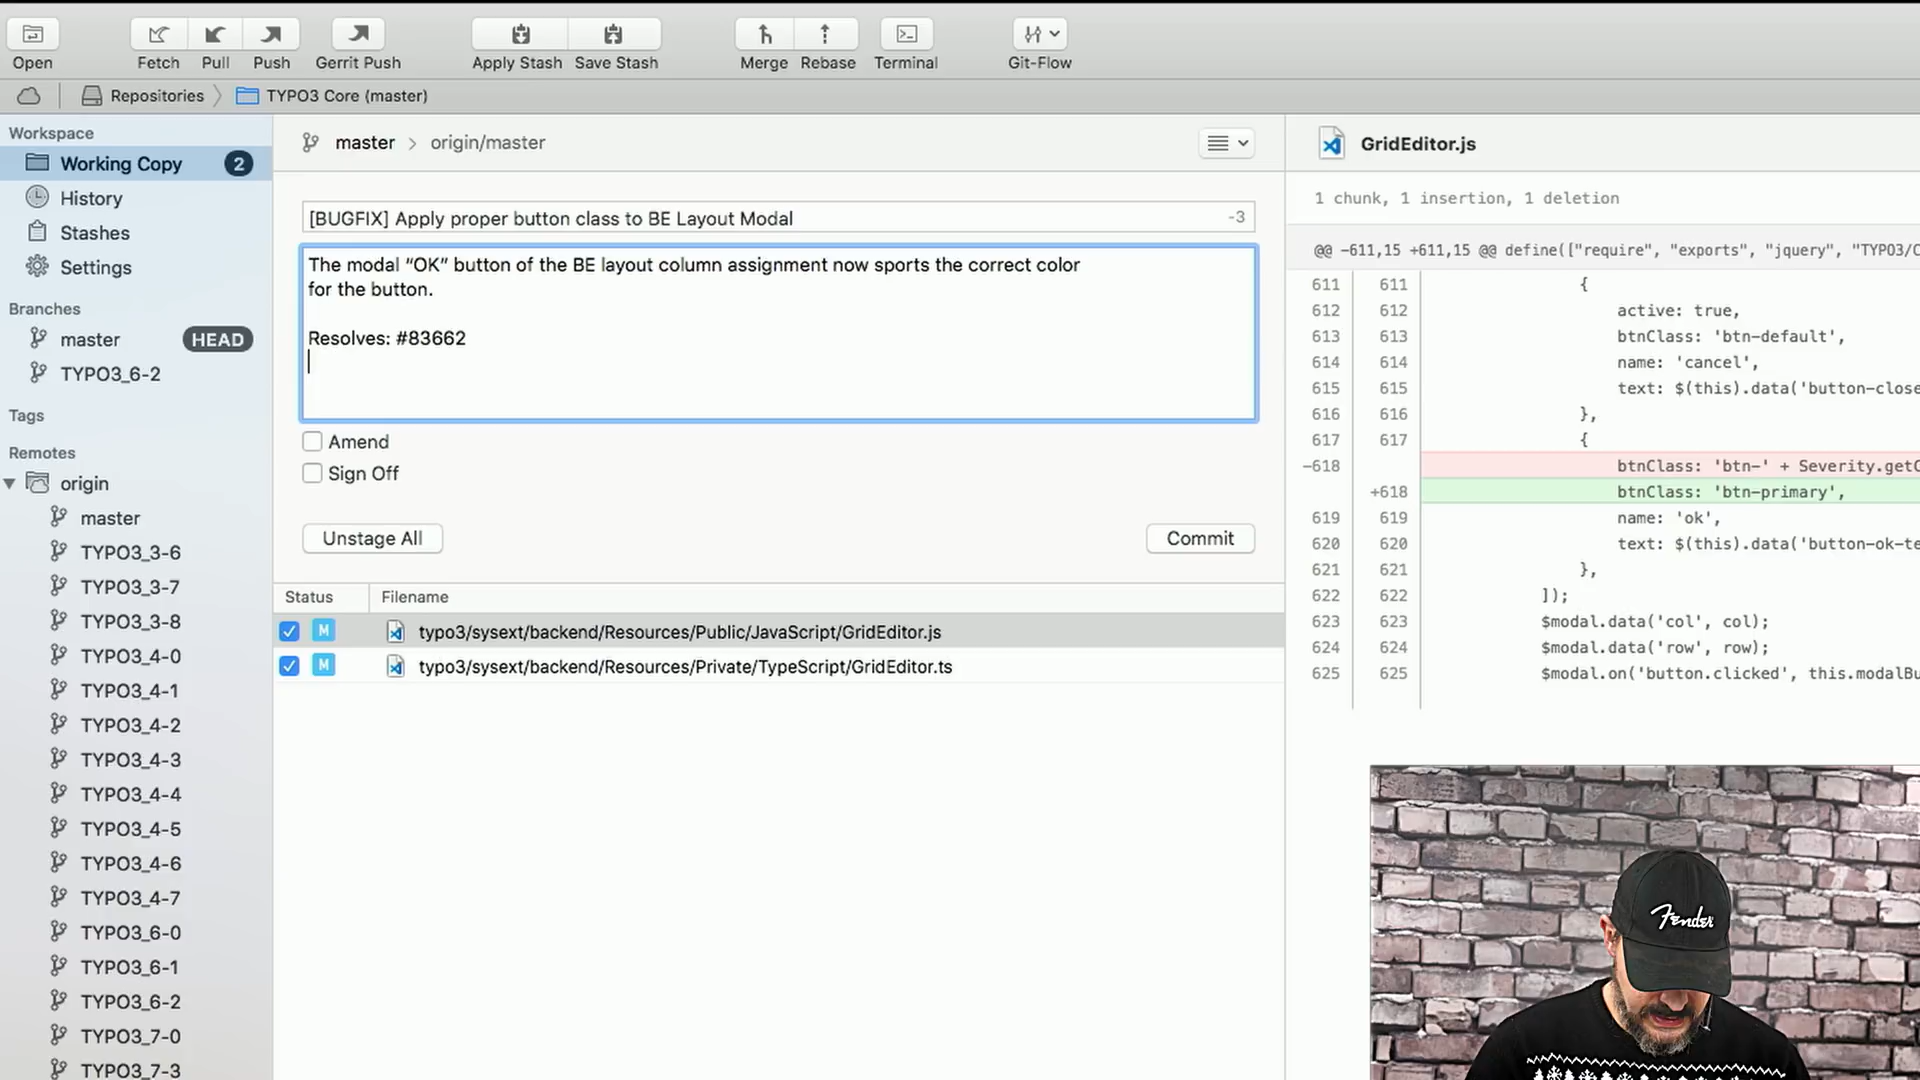 Open
Fetch
Pull
Push
Gerrit Push
Apply Stash
Save Stash
Merge
Rebase
Terminal
Git-Flow
Repositories
TYPO3 Core (master)
Workspace
Working Copy 2
History
Stashes
Settings
Branches
master HEAD
TYPO3_6-2
Tags
Remotes
origin
master
TYPO3_3-6
TYPO3_3-7
TYPO3_3-8
TYPO3_4-0
TYPO3_4-1
TYPO3_4-2
TYPO3_4-3
TYPO3_4-4
TYPO3_4-5
TYPO3_4-6
TYPO3_4-7
TYPO3_6-0
TYPO3_6-1
TYPO3_6-2
TYPO3_7-0
TYPO3_7-3
master > origin/master
[BUGFIX] Apply proper button class to BE Layout Modal -3
The modal “OK” button of the BE layout column assignment now sports the correct color
for the button.
Resolves: #83662
Amend
Sign Off
Unstage All
Commit
Status Filename
M typo3/sysext/backend/Resources/Public/JavaScript/GridEditor.js
M typo3/sysext/backend/Resources/Private/TypeScript/GridEditor.ts
GridEditor.js
1 chunk, 1 insertion, 1 deletion
@@ -611,15 +611,15 @@ define(["require", "exports", "jquery", "TYPO3/C
611 611 {
612 612 active: true,
613 613 btnClass: 'btn-default',
614 614 name: 'cancel',
615 615 text: $(this).data('button-close
616 616 },
617 617 {
-618 btnClass: 'btn-' + Severity.getC
+618 btnClass: 'btn-primary',
619 619 name: 'ok',
620 620 text: $(this).data('button-ok-te
621 621 },
622 622 ]);
623 623 $modal.data('col', col);
624 624 $modal.data('row', row);
625 625 $modal.on('button.clicked', this.modalBu
Fender